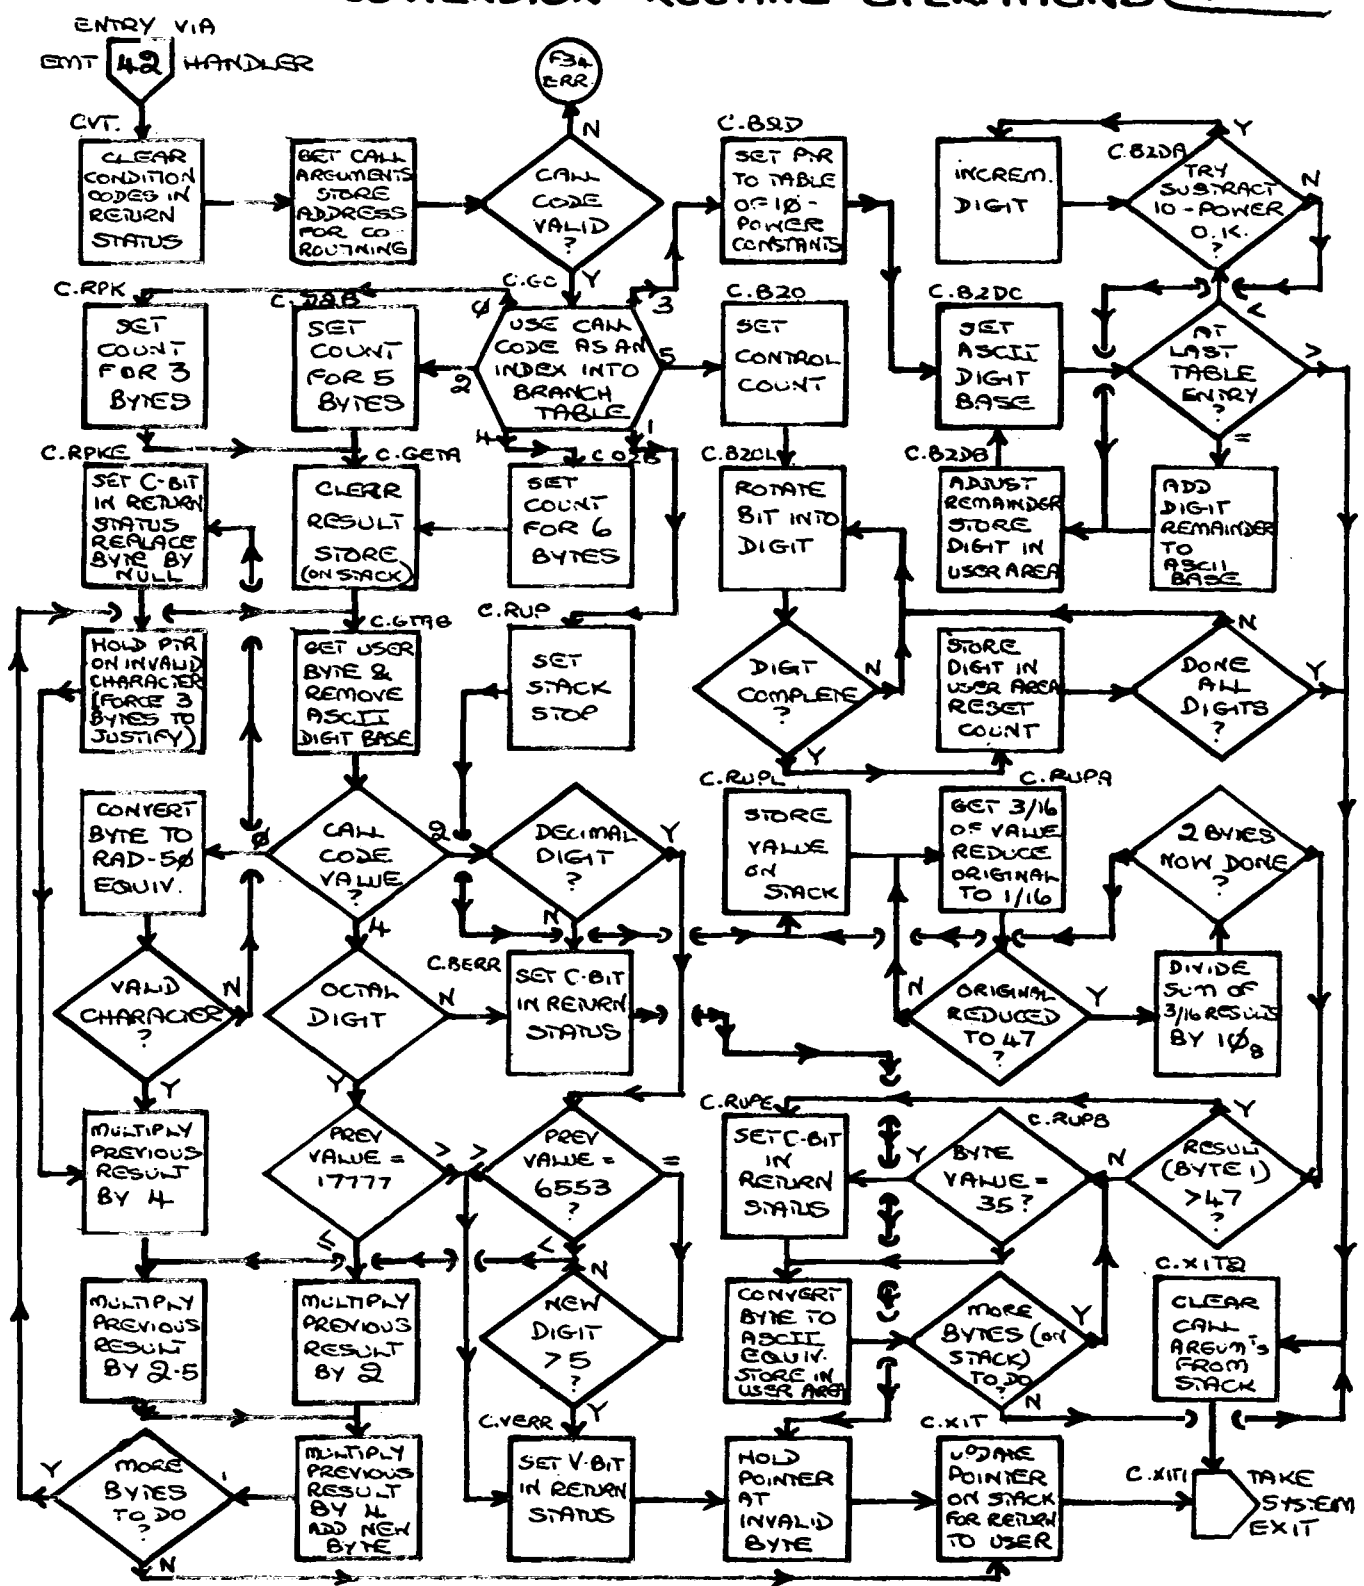 ROUTINE OPERATIONS
ENTRY VIA
EMT 42 HANDLER
F34
ERR.
CVT.
CLEAR
CONDITION
CODES IN
RETURN
STATUS
GET CALL
ARGUMENTS
STORE
ADDRESS
FOR CO-
ROUTINING
N
CALL
CODE
VALID
?
Y
C.B2D
SET PTR
TO TABLE
OF 10-
POWER
CONSTANTS
INCREM.
DIGIT
Y
C.B2DA
TRY
SUBTRACT
10-POWER
O.K.
?
N
C.RPK
SET
COUNT
FOR 3
BYTES
SET
COUNT
FOR 5
BYTES
C.GO
0
3
2
5
4
1
USE CALL
CODE AS AN
INDEX INTO
BRANCH
TABLE
C.B2O
SET
CONTROL
COUNT
C.B2DC
SET
ASCII
DIGIT
BASE
<
AT
LAST
TABLE
ENTRY
?
>
=
C.RPKE
SET C-BIT
IN RETURN
STATUS
REPLACE
BYTE BY
NULL
C.GETA
CLEAR
RESULT
STORE
(ON STACK)
C.O2B
SET
COUNT
FOR 6
BYTES
C.B2OL
ROTATE
BIT INTO
DIGIT
C.B2DB
ADJUST
REMAINDER
STORE
DIGIT IN
USER AREA
ADD
DIGIT
REMAINDER
TO
ASCII
BASE
HOLD PTR
ON INVALID
CHARACTER
(FORCE 3
BYTES TO
JUSTIFY)
C.GTAB
GET USER
BYTE &
REMOVE
ASCII
DIGIT BASE
C.RUP
SET
STACK
STOP
DIGIT
COMPLETE
?
N
Y
STORE
DIGIT IN
USER AREA
RESET
COUNT
N
DONE
ALL
DIGITS
?
Y
CONVERT
BYTE TO
RAD-50
EQUIV.
0
CALL
CODE
VALUE
?
2
4
DECIMAL
DIGIT
?
Y
N
C.RUPL
STORE
VALUE
ON
STACK
C.RUPA
GET 3/16
OF VALUE
REDUCE
ORIGINAL
TO 1/16
2 BYTES
NOW DONE
?
VALID
CHARACTER
?
N
Y
OCTAL
DIGIT
N
Y
C.BERR
SET C-BIT
IN RETURN
STATUS
N
ORIGINAL
REDUCED
TO 47
?
Y
DIVIDE
SUM OF
3/16 RESULTS
BY 10₈
MULTIPLY
PREVIOUS
RESULT
BY 4
PREV
VALUE =
17777
>
≤
>
PREV
VALUE =
6553
?
=
<
C.RUPE
SET C-BIT
IN
RETURN
STATUS
C.RUPB
Y
BYTE
VALUE =
35?
N
Y
RESULT
(BYTE 1)
>47
?
MULTIPLY
PREVIOUS
RESULT
BY 2.5
MULTIPLY
PREVIOUS
RESULT
BY 2
N
NEW
DIGIT
>5
?
Y
CONVERT
BYTE TO
ASCII
EQUIV.
STORE IN
USER AREA
MORE
BYTES (ON
STACK)
TO DO
Y
N
C.XIT2
CLEAR
CALL
ARGUM'TS
FROM
STACK
Y
MORE
BYTES
TO DO
?
N
MULTIPLY
PREVIOUS
RESULT
BY 4
ADD NEW
BYTE
C.VERR
SET V-BIT
IN RETURN
STATUS
HOLD
POINTER
AT
INVALID
BYTE
C.XIT
UPDATE
POINTER
ON STACK
FOR RETURN
TO USER
C.XIT1
TAKE
SYSTEM
EXIT